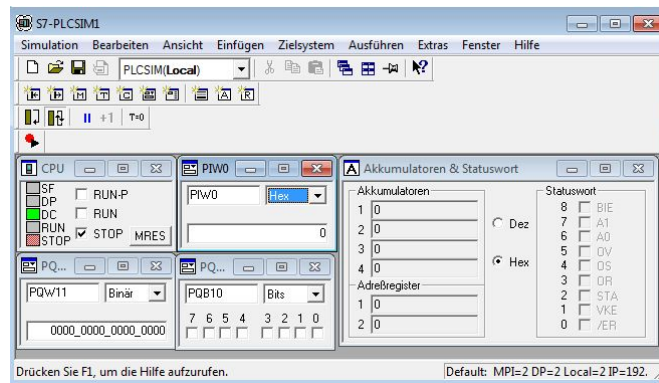 S7-PLCSIM1
Simulation Bearbeiten Ansicht Einfügen Zielsystem Ausführen Extras Fenster Hilfe
PLCSIM(Local)
+1 T=0
CPU
SF
DP
DC
RUN
STOP
RUN-P
RUN
STOP MRES
PIW0
PIW0 Hex
0
Akkumulatoren & Statuswort
Akkumulatoren
1 0
2 0
3 0
4 0
Adreßregister
1 0
2 0
Dez
Hex
Statuswort
8 BIE
7 A1
6 A0
5 OV
4 OS
3 OR
2 STA
1 VKE
0 /ER
PQ...
PQW11 Binär
0000_0000_0000_0000
PQ...
PQB10 Bits
7 6 5 4 3 2 1 0
Drücken Sie F1, um die Hilfe aufzurufen.
Default: MPI=2 DP=2 Local=2 IP=192.